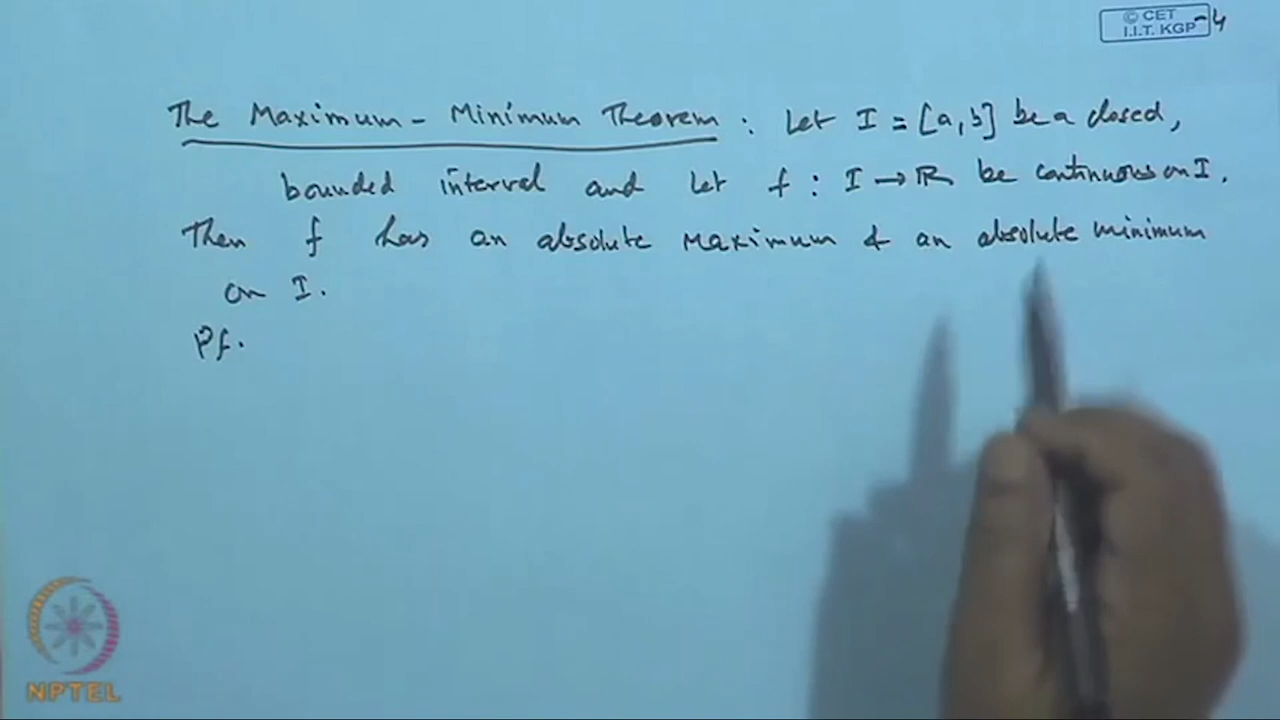 © CET
I.I.T. KGP -4
The Maximum - Minimum Theorem : Let I = [a, b] be a closed,
bounded interval and let f : I → R be continuous on I.
Then f has an absolute maximum & an absolute minimum
on I.
Pf.
NPTEL